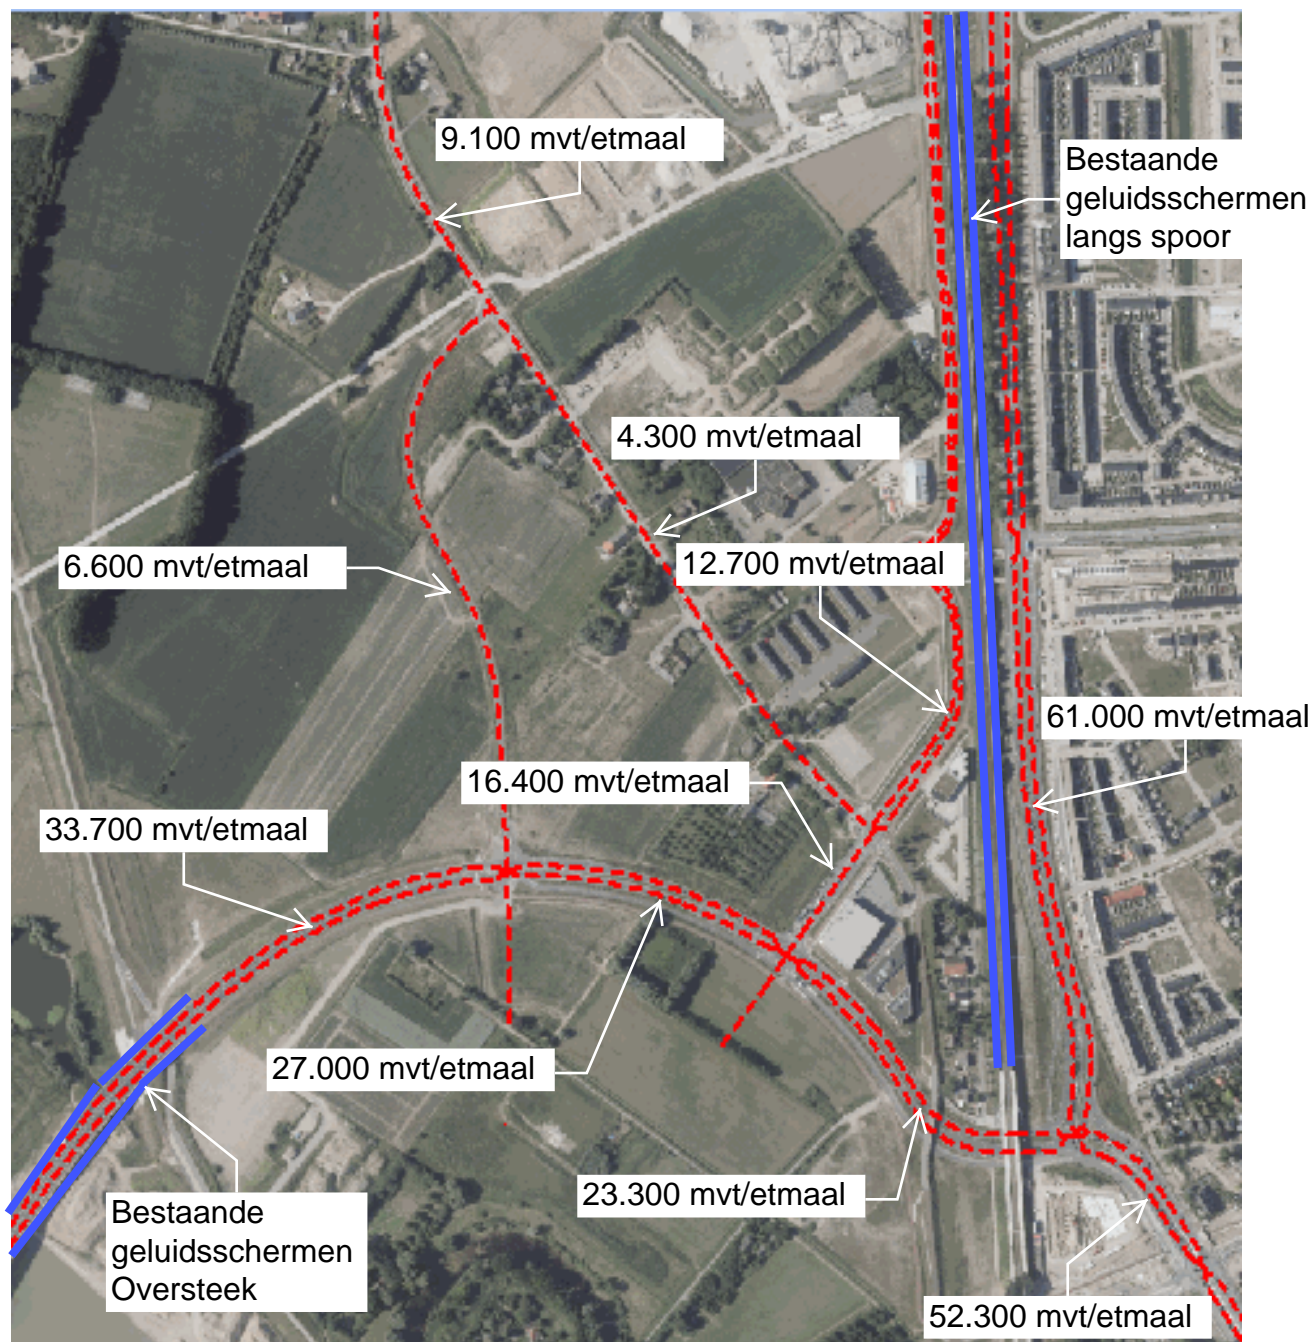 9.100 mvt/etmaal
Bestaande
geluidsschermen
langs spoor
4.300 mvt/etmaal
6.600 mvt/etmaal
12.700 mvt/etmaal
61.000 mvt/etmaal
16.400 mvt/etmaal
33.700 mvt/etmaal
27.000 mvt/etmaal
23.300 mvt/etmaal
Bestaande
geluidsschermen
Oversteek
52.300 mvt/etmaal